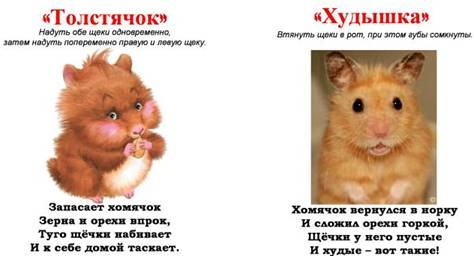 «Толстячок»
Надуть обе щеки одновременно,
затем надуть попеременно правую и левую щеку.
Запасает хомячок
Зерна и орехи впрок,
Туго щёчки набивает
И к себе домой таскает.
«Худышка»
Втянуть щеки в рот, при этом губы сомкнуты.
Хомячок вернулся в норку
И сложил орехи горкой,
Щёчки у него пустые
И худые – вот такие!